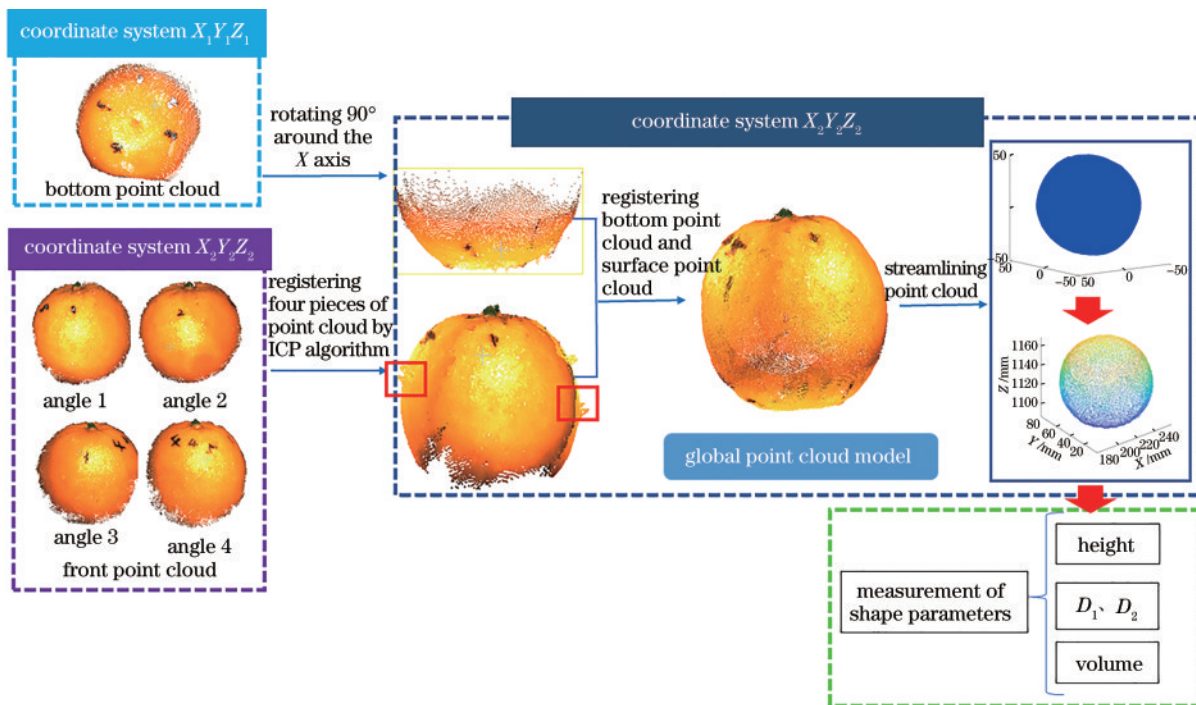 coordinate system X₁Y₁Z₁
bottom point cloud
rotating 90°
around the
X axis
coordinate system X₂Y₂Z₂
angle 1
angle 2
angle 3
angle 4
front point cloud
registering
four pieces of
point cloud by
ICP algorithm
coordinate system X₂Y₂Z₂
registering
bottom point
cloud and
surface point
cloud
global point cloud model
streamlining
point cloud
50
0
-50
-50
0
-50 50
0
-50
1160
1140
1120
1100
Z /mm
80
60
40
20
Y /mm
180
200
220
240
X /mm
measurement of
shape parameters
height
D₁、D₂
volume